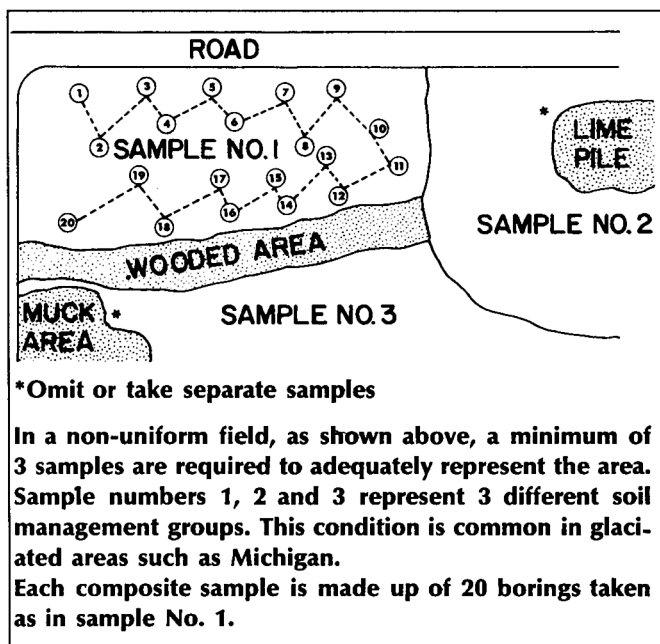 ROAD
1 3 5 7 9
2 4 6 8 10
SAMPLE NO. 1
11
19 17 15 13
20 18 16 14 12
LIME
PILE
*
SAMPLE NO. 2
WOODED AREA
MUCK *
AREA
SAMPLE NO. 3
*Omit or take separate samples
In a non-uniform field, as shown above, a minimum of
3 samples are required to adequately represent the area.
Sample numbers 1, 2 and 3 represent 3 different soil
management groups. This condition is common in glaci-
ated areas such as Michigan.
Each composite sample is made up of 20 borings taken
as in sample No. 1.